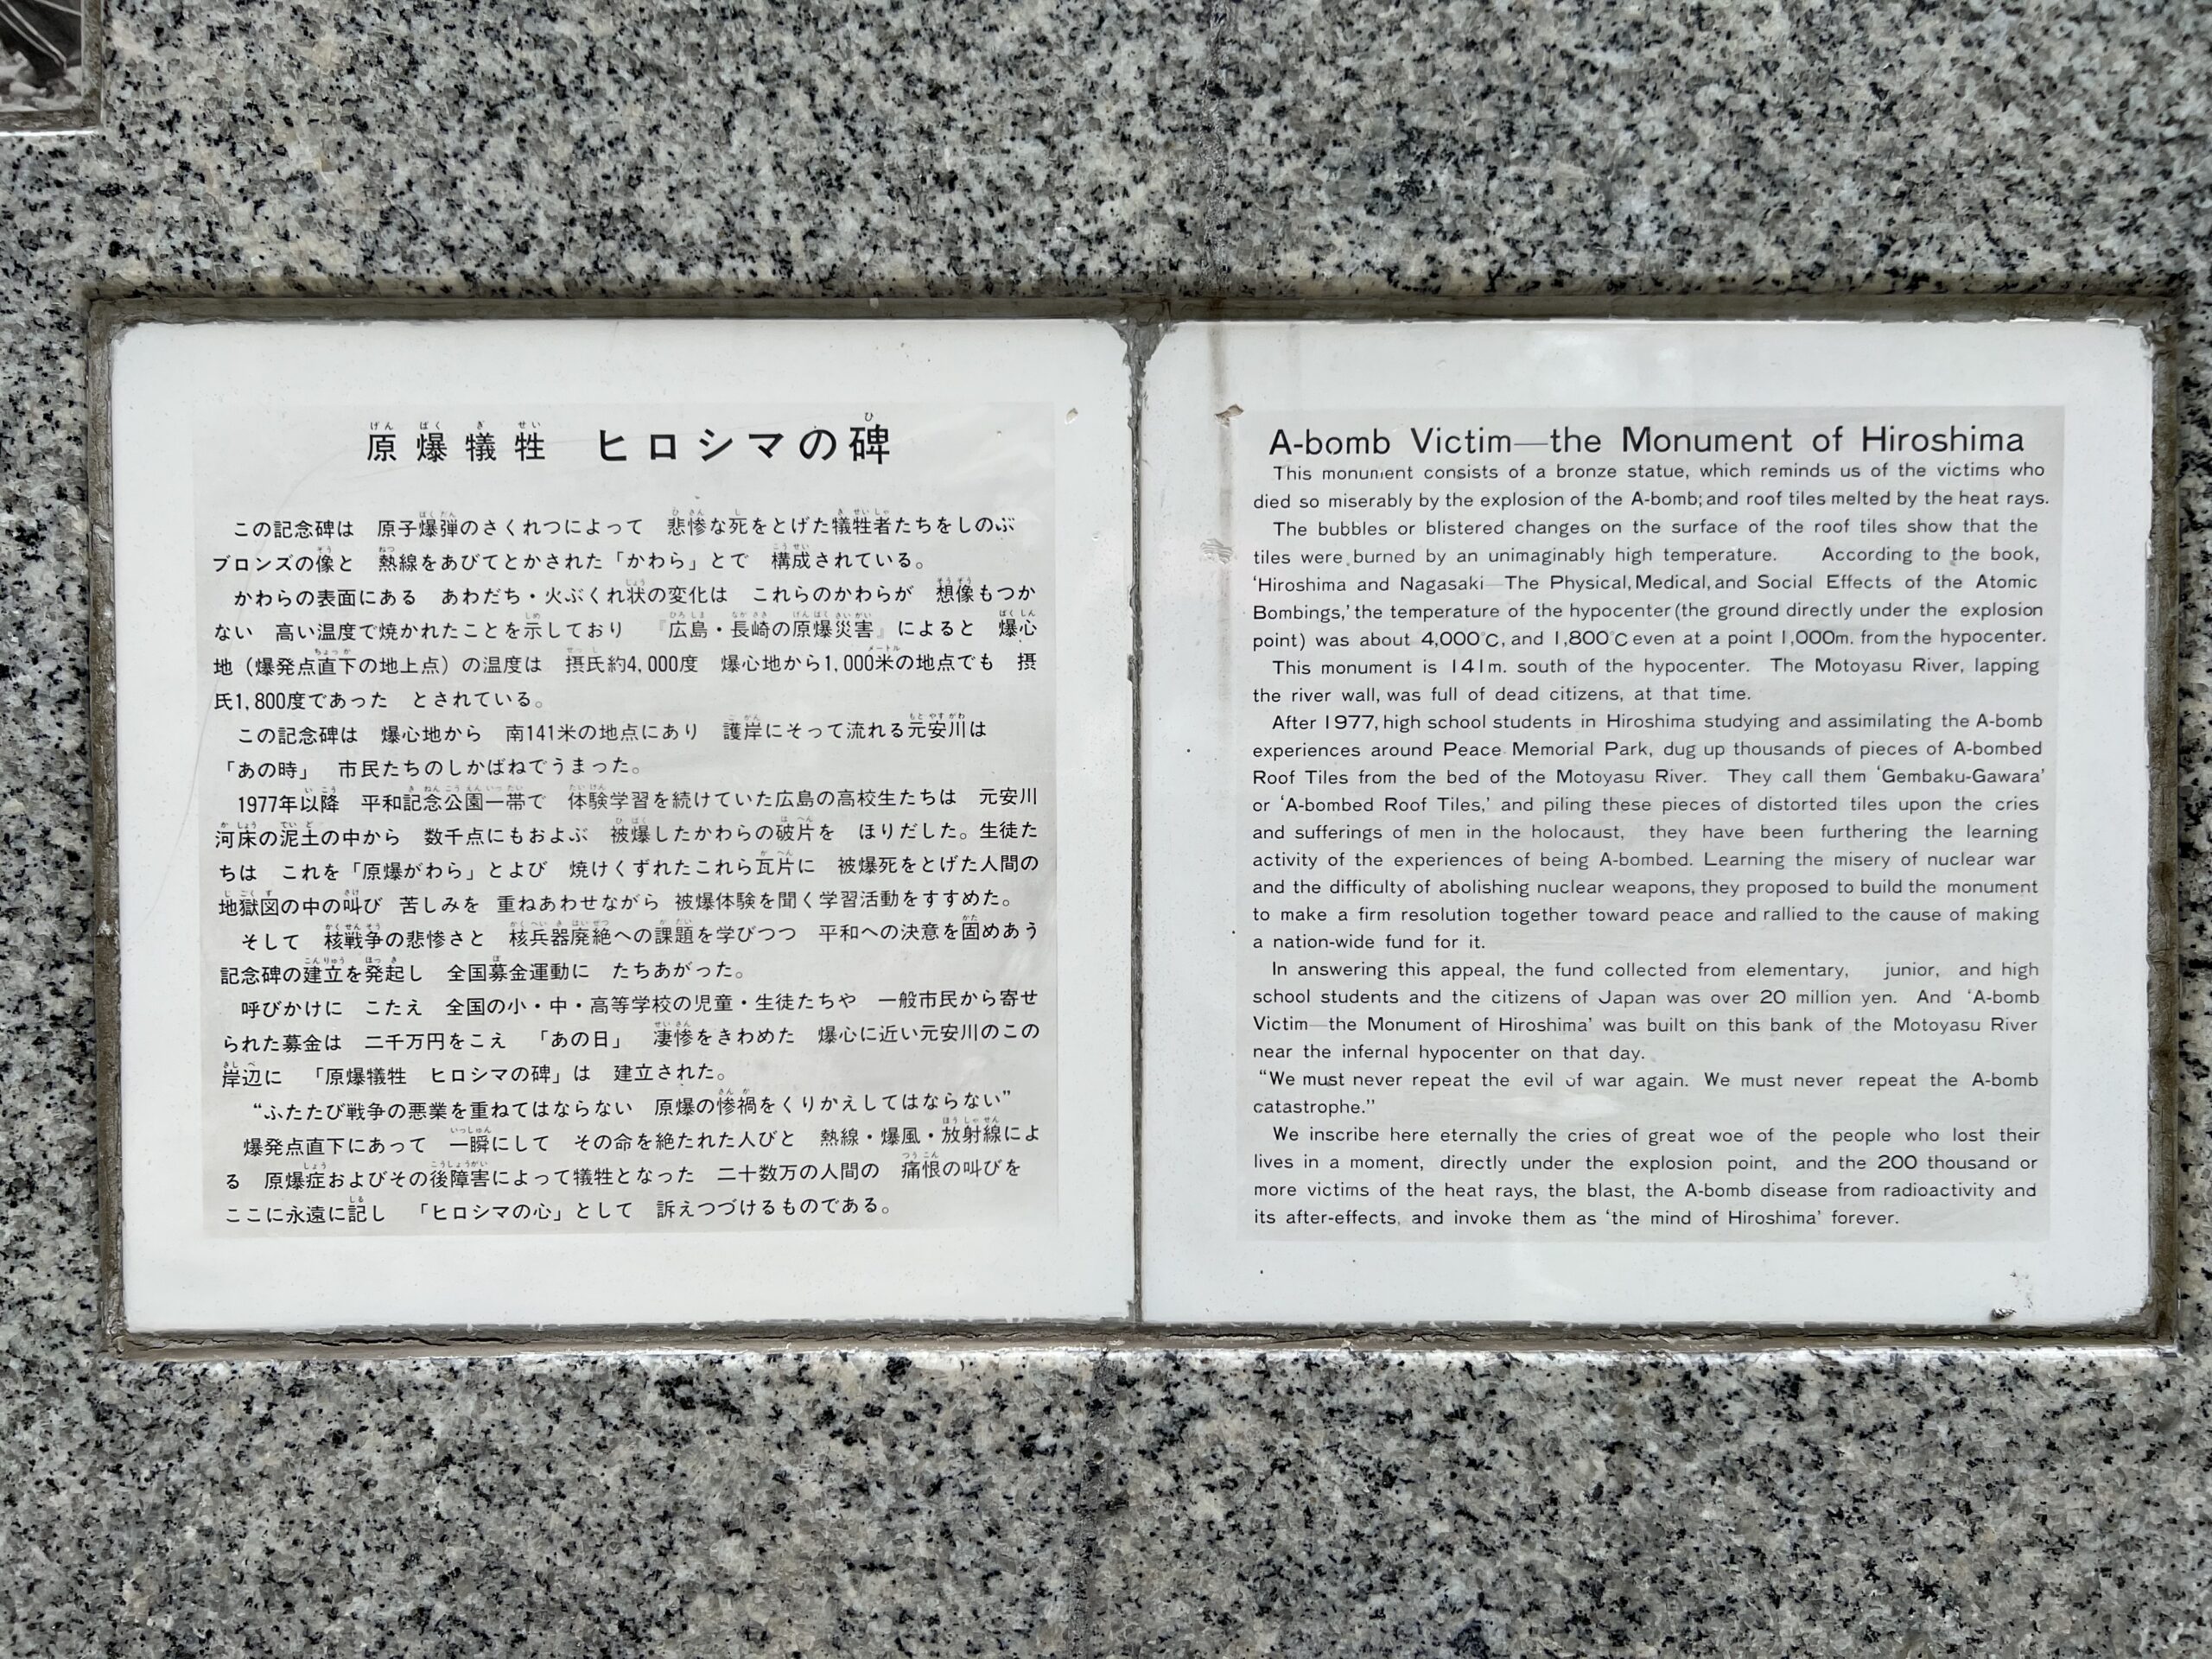 原爆犠牲 ヒロシマの碑
この記念碑は 原子爆弾のさくれつによって 悲惨な死をとげた犠牲者たちをしのぶ
ブロンズの像と 熱線をあびてとかされた「かわら」とで 構成されている。
かわらの表面にある あわだち・火ぶくれ状の変化は これらのかわらが 想像もつか
ない 高い温度で焼かれたことを示しており 『広島・長崎の原爆災害』によると 爆心
地（爆発点直下の地上点）の温度は 摂氏約4,000度 爆心地から1,000米の地点でも 摂
氏1,800度であった とされている。
この記念碑は 爆心地から 南141米の地点にあり 護岸にそって流れる元安川は
「あの時」 市民たちのしかばねでうまった。
1977年以降 平和記念公園一帯で 体験学習を続けていた広島の高校生たちは 元安川
河床の泥土の中から 数千点にもおよぶ 被爆したかわらの破片を ほりだした。生徒た
ちは これを「原爆がわら」とよび 焼けくずれたこれら瓦片に 被爆死をとげた人間の
地獄図の中の叫び 苦しみを 重ねあわせながら 被爆体験を聞く学習活動をすすめた。
そして 核戦争の悲惨さと 核兵器廃絶への課題を学びつつ 平和への決意を固めあう
記念碑の建立を発起し 全国募金運動に たちあがった。
呼びかけに こたえ 全国の小・中・高等学校の児童・生徒たちや 一般市民から寄せ
られた募金は 二千万円をこえ 「あの日」 凄惨をきわめた 爆心に近い元安川のこの
岸辺に 「原爆犠牲 ヒロシマの碑」は 建立された。
“ふたたび戦争の悪業を重ねてはならない 原爆の惨禍をくりかえしてはならない”
爆発点直下にあって 一瞬にして その命を絶たれた人びと 熱線・爆風・放射線によ
る 原爆症およびその後障害によって犠牲となった 二十数万の人間の 痛恨の叫びを
ここに永遠に記し 「ヒロシマの心」として 訴えつづけるものである。
A-bomb Victim—the Monument of Hiroshima
This monument consists of a bronze statue, which reminds us of the victims who
died so miserably by the explosion of the A-bomb; and roof tiles melted by the heat rays.
The bubbles or blistered changes on the surface of the roof tiles show that the
tiles were burned by an unimaginably high temperature. According to the book,
‘Hiroshima and Nagasaki—The Physical, Medical, and Social Effects of the Atomic
Bombings,’ the temperature of the hypocenter (the ground directly under the explosion
point) was about 4,000°C, and 1,800°C even at a point 1,000m. from the hypocenter.
This monument is 141m. south of the hypocenter. The Motoyasu River, lapping
the river wall, was full of dead citizens, at that time.
After 1977, high school students in Hiroshima studying and assimilating the A-bomb
experiences around Peace Memorial Park, dug up thousands of pieces of A-bombed
Roof Tiles from the bed of the Motoyasu River. They call them ‘Gembaku-Gawara’
or ‘A-bombed Roof Tiles,’ and piling these pieces of distorted tiles upon the cries
and sufferings of men in the holocaust, they have been furthering the learning
activity of the experiences of being A-bombed. Learning the misery of nuclear war
and the difficulty of abolishing nuclear weapons, they proposed to build the monument
to make a firm resolution together toward peace and rallied to the cause of making
a nation-wide fund for it.
In answering this appeal, the fund collected from elementary, junior, and high
school students and the citizens of Japan was over 20 million yen. And ‘A-bomb
Victim—the Monument of Hiroshima’ was built on this bank of the Motoyasu River
near the infernal hypocenter on that day.
“We must never repeat the evil of war again. We must never repeat the A-bomb
catastrophe.”
We inscribe here eternally the cries of great woe of the people who lost their
lives in a moment, directly under the explosion point, and the 200 thousand or
more victims of the heat rays, the blast, the A-bomb disease from radioactivity and
its after-effects, and invoke them as ‘the mind of Hiroshima’ forever.